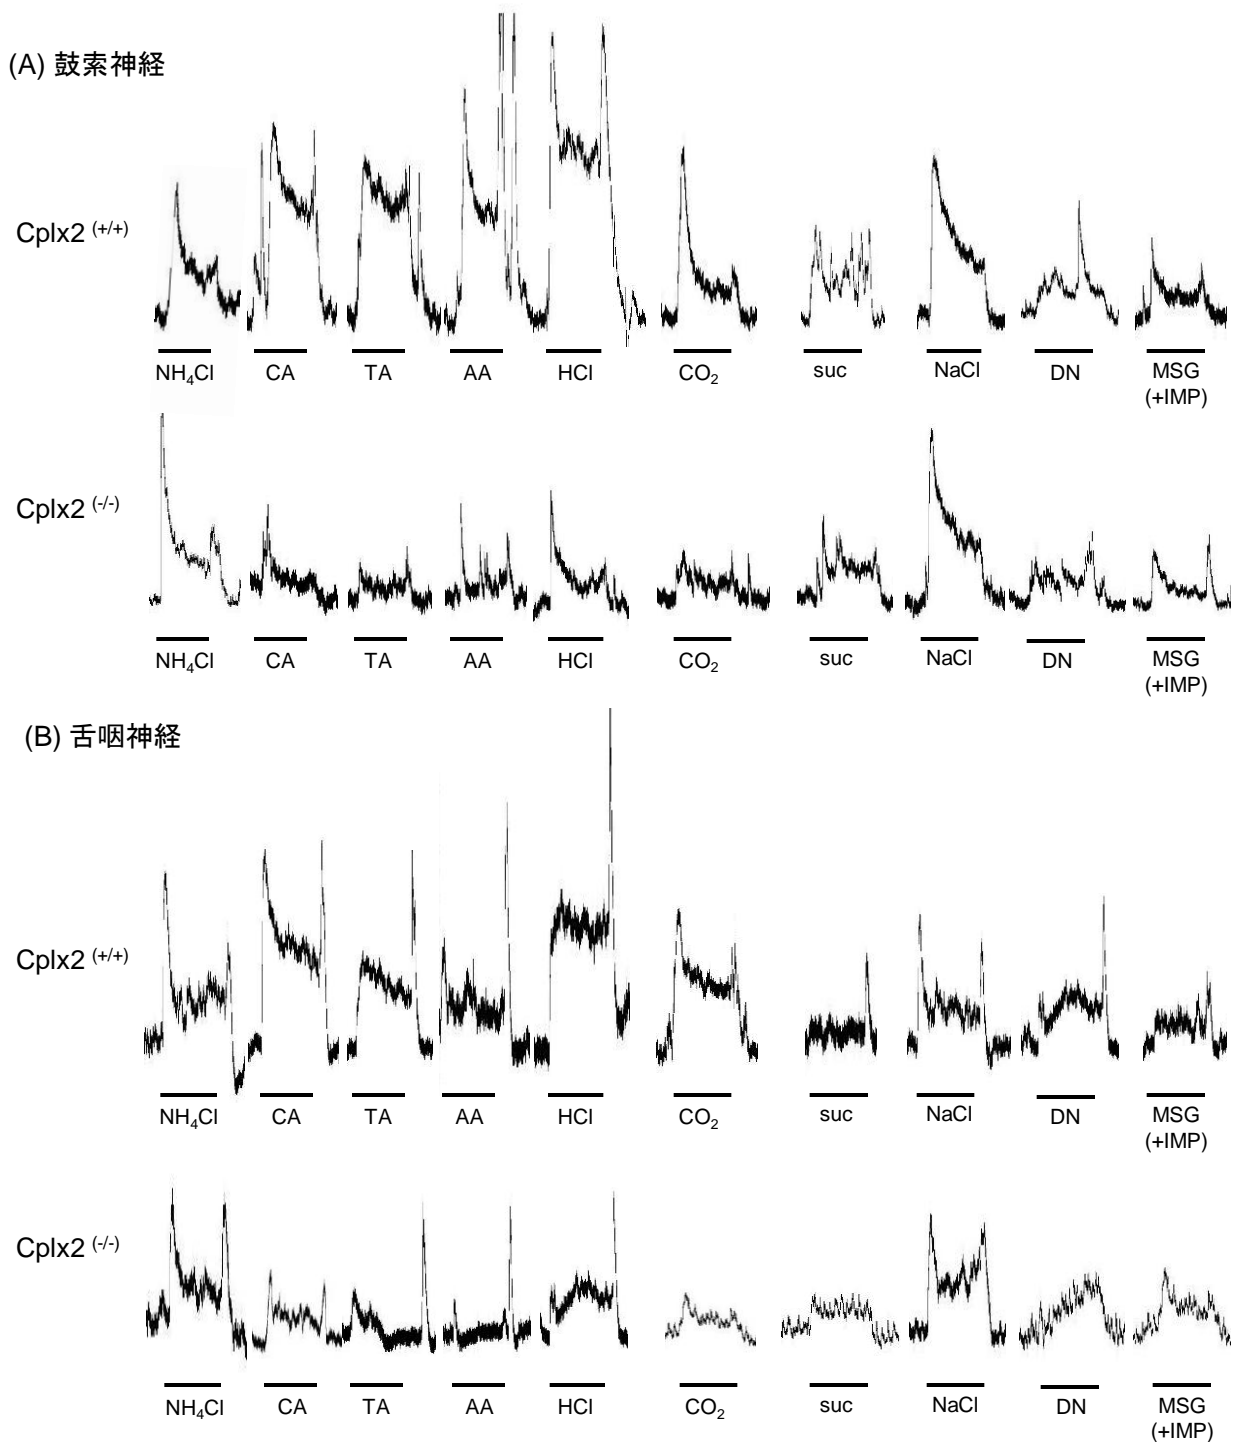 (A) 鼓索神経
Cplx2 (+/+)
NH4Cl CA TA AA HCl CO2 suc NaCl DN MSG
(+IMP)
Cplx2 (-/-)
NH4Cl CA TA AA HCl CO2 suc NaCl DN MSG
(+IMP)
(B) 舌咽神経
Cplx2 (+/+)
NH4Cl CA TA AA HCl CO2 suc NaCl DN MSG
(+IMP)
Cplx2 (-/-)
NH4Cl CA TA AA HCl CO2 suc NaCl DN MSG
(+IMP)